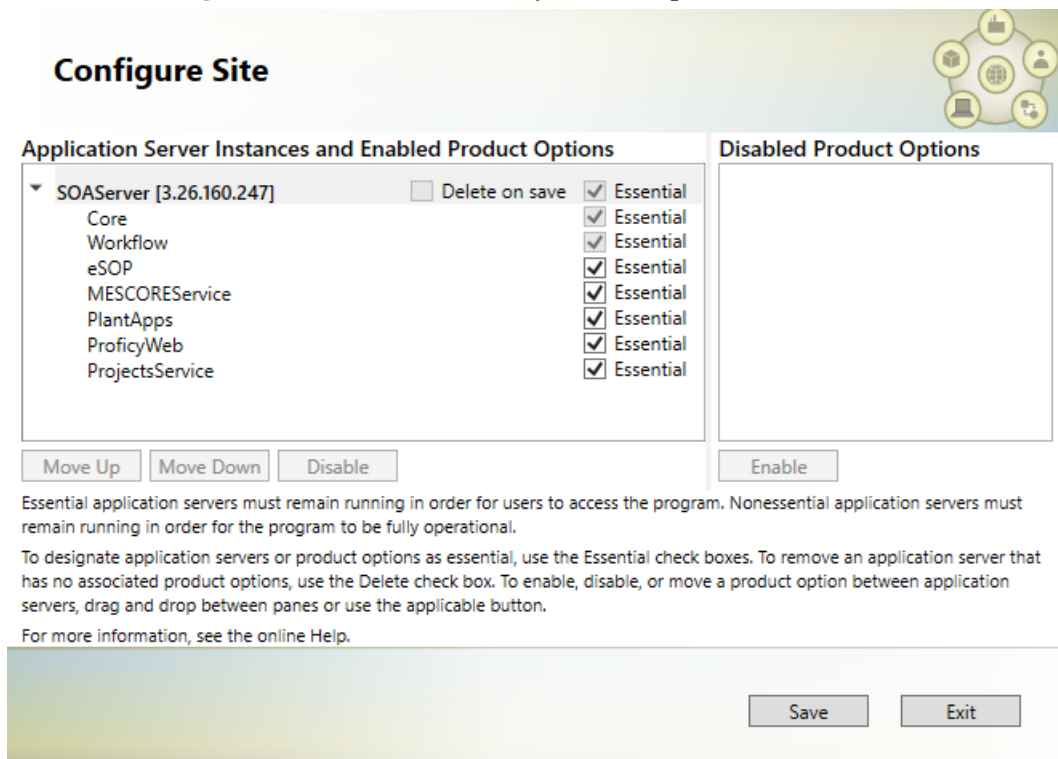 Configure Site
Application Server Instances and Enabled Product Options
Disabled Product Options
SOAServer [3.26.160.247] Delete on save Essential
Core Essential
Workflow Essential
eSOP Essential
MESCOREService Essential
PlantApps Essential
ProficyWeb Essential
ProjectsService Essential
Move Up Move Down Disable
Enable
Essential application servers must remain running in order for users to access the program. Nonessential application servers must
remain running in order for the program to be fully operational.
To designate application servers or product options as essential, use the Essential check boxes. To remove an application server that
has no associated product options, use the Delete check box. To enable, disable, or move a product option between application
servers, drag and drop between panes or use the applicable button.
For more information, see the online Help.
Save Exit